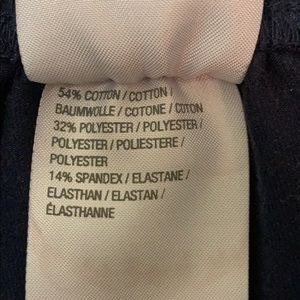 54% COTTON / COTTON /
BAUMWOLLE / COTONE / COTON
32% POLYESTER / POLYESTER /
POLYESTER / POLIESTERE /
POLYESTER
14% SPANDEX / ELASTANE /
ELASTHAN / ELASTAN /
ÉLASTHANNE